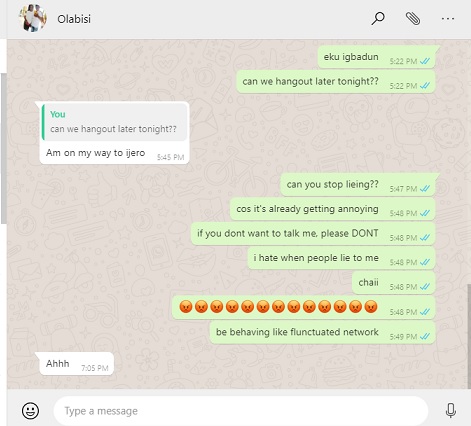 Olabisi
eku igbadun
5:22 PM
can we hangout later tonight??
5:22 PM
You
can we hangout later tonight??
Am on my way to ijero
5:45 PM
can you stop lieing??
5:47 PM
cos it's already getting annoying
5:48 PM
if you dont want to talk me, please DONT
5:48 PM
i hate when people lie to me
5:48 PM
chaii
5:48 PM
😡😡😡😡😡😡😡😡😡😡😡😡😡
5:48 PM
be behaving like flunctuated network
5:49 PM
Ahhh
7:05 PM
Type a message